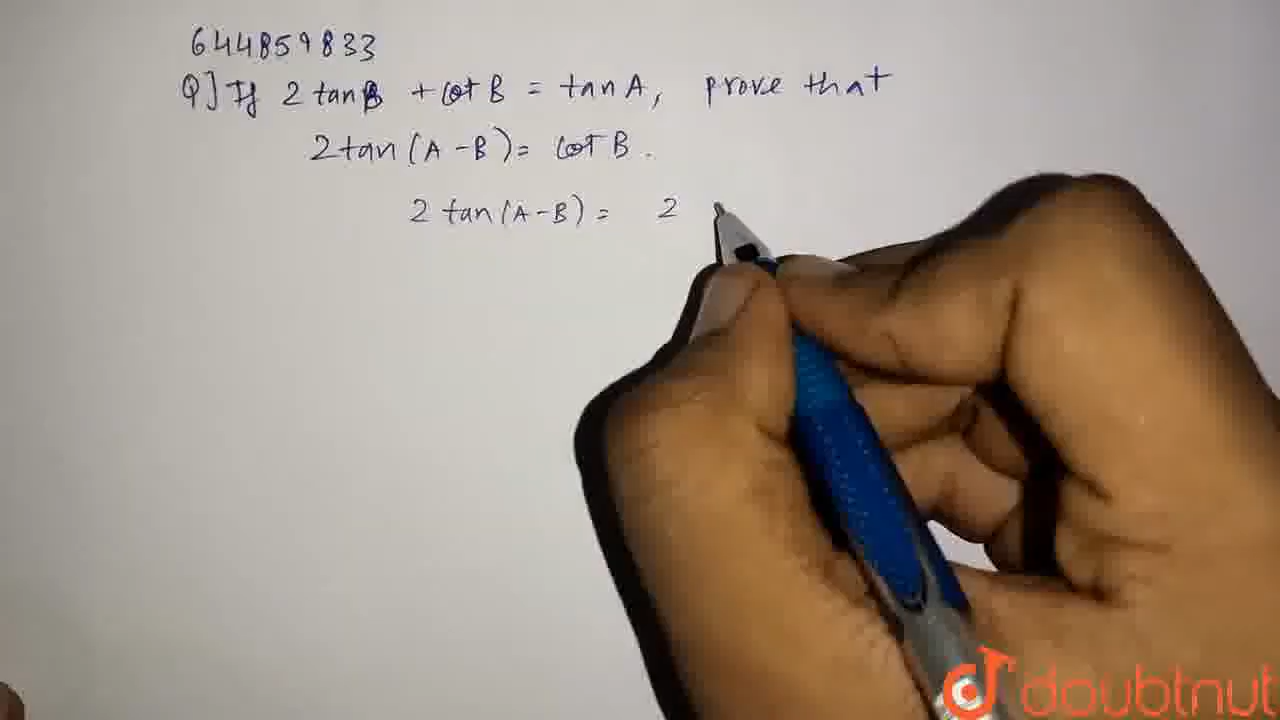 644859833
Q] If 2 tanB + cot B = tan A, prove that
2tan(A-B)= cot B.
2 tan(A-B) = 2
doubtnut